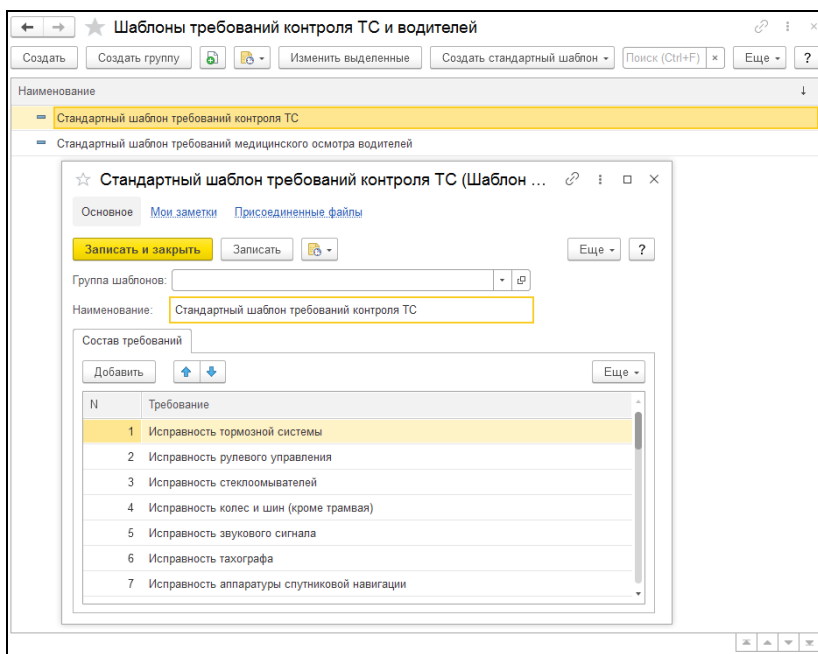 Шаблоны требований контроля ТС и водителей
Создать Создать группу Изменить выделенные Создать стандартный шаблон Поиск (Ctrl+F) × Еще ?
Наименование ↓
Стандартный шаблон требований контроля ТС
Стандартный шаблон требований медицинского осмотра водителей
Стандартный шаблон требований контроля ТС (Шаблон ...
Основное Мои заметки Присоединенные файлы
Записать и закрыть Записать Еще ?
Группа шаблонов:
Наименование: Стандартный шаблон требований контроля ТС
Состав требований
Добавить Еще
N Требование
1 Исправность тормозной системы
2 Исправность рулевого управления
3 Исправность стеклоомывателей
4 Исправность колес и шин (кроме трамвая)
5 Исправность звукового сигнала
6 Исправность тахографа
7 Исправность аппаратуры спутниковой навигации